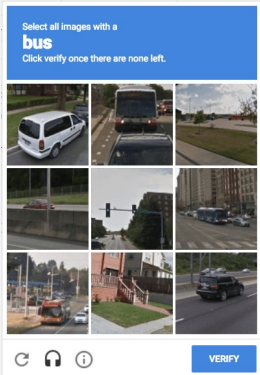 Select all images with a
bus
Click verify once there are none left.
VERIFY